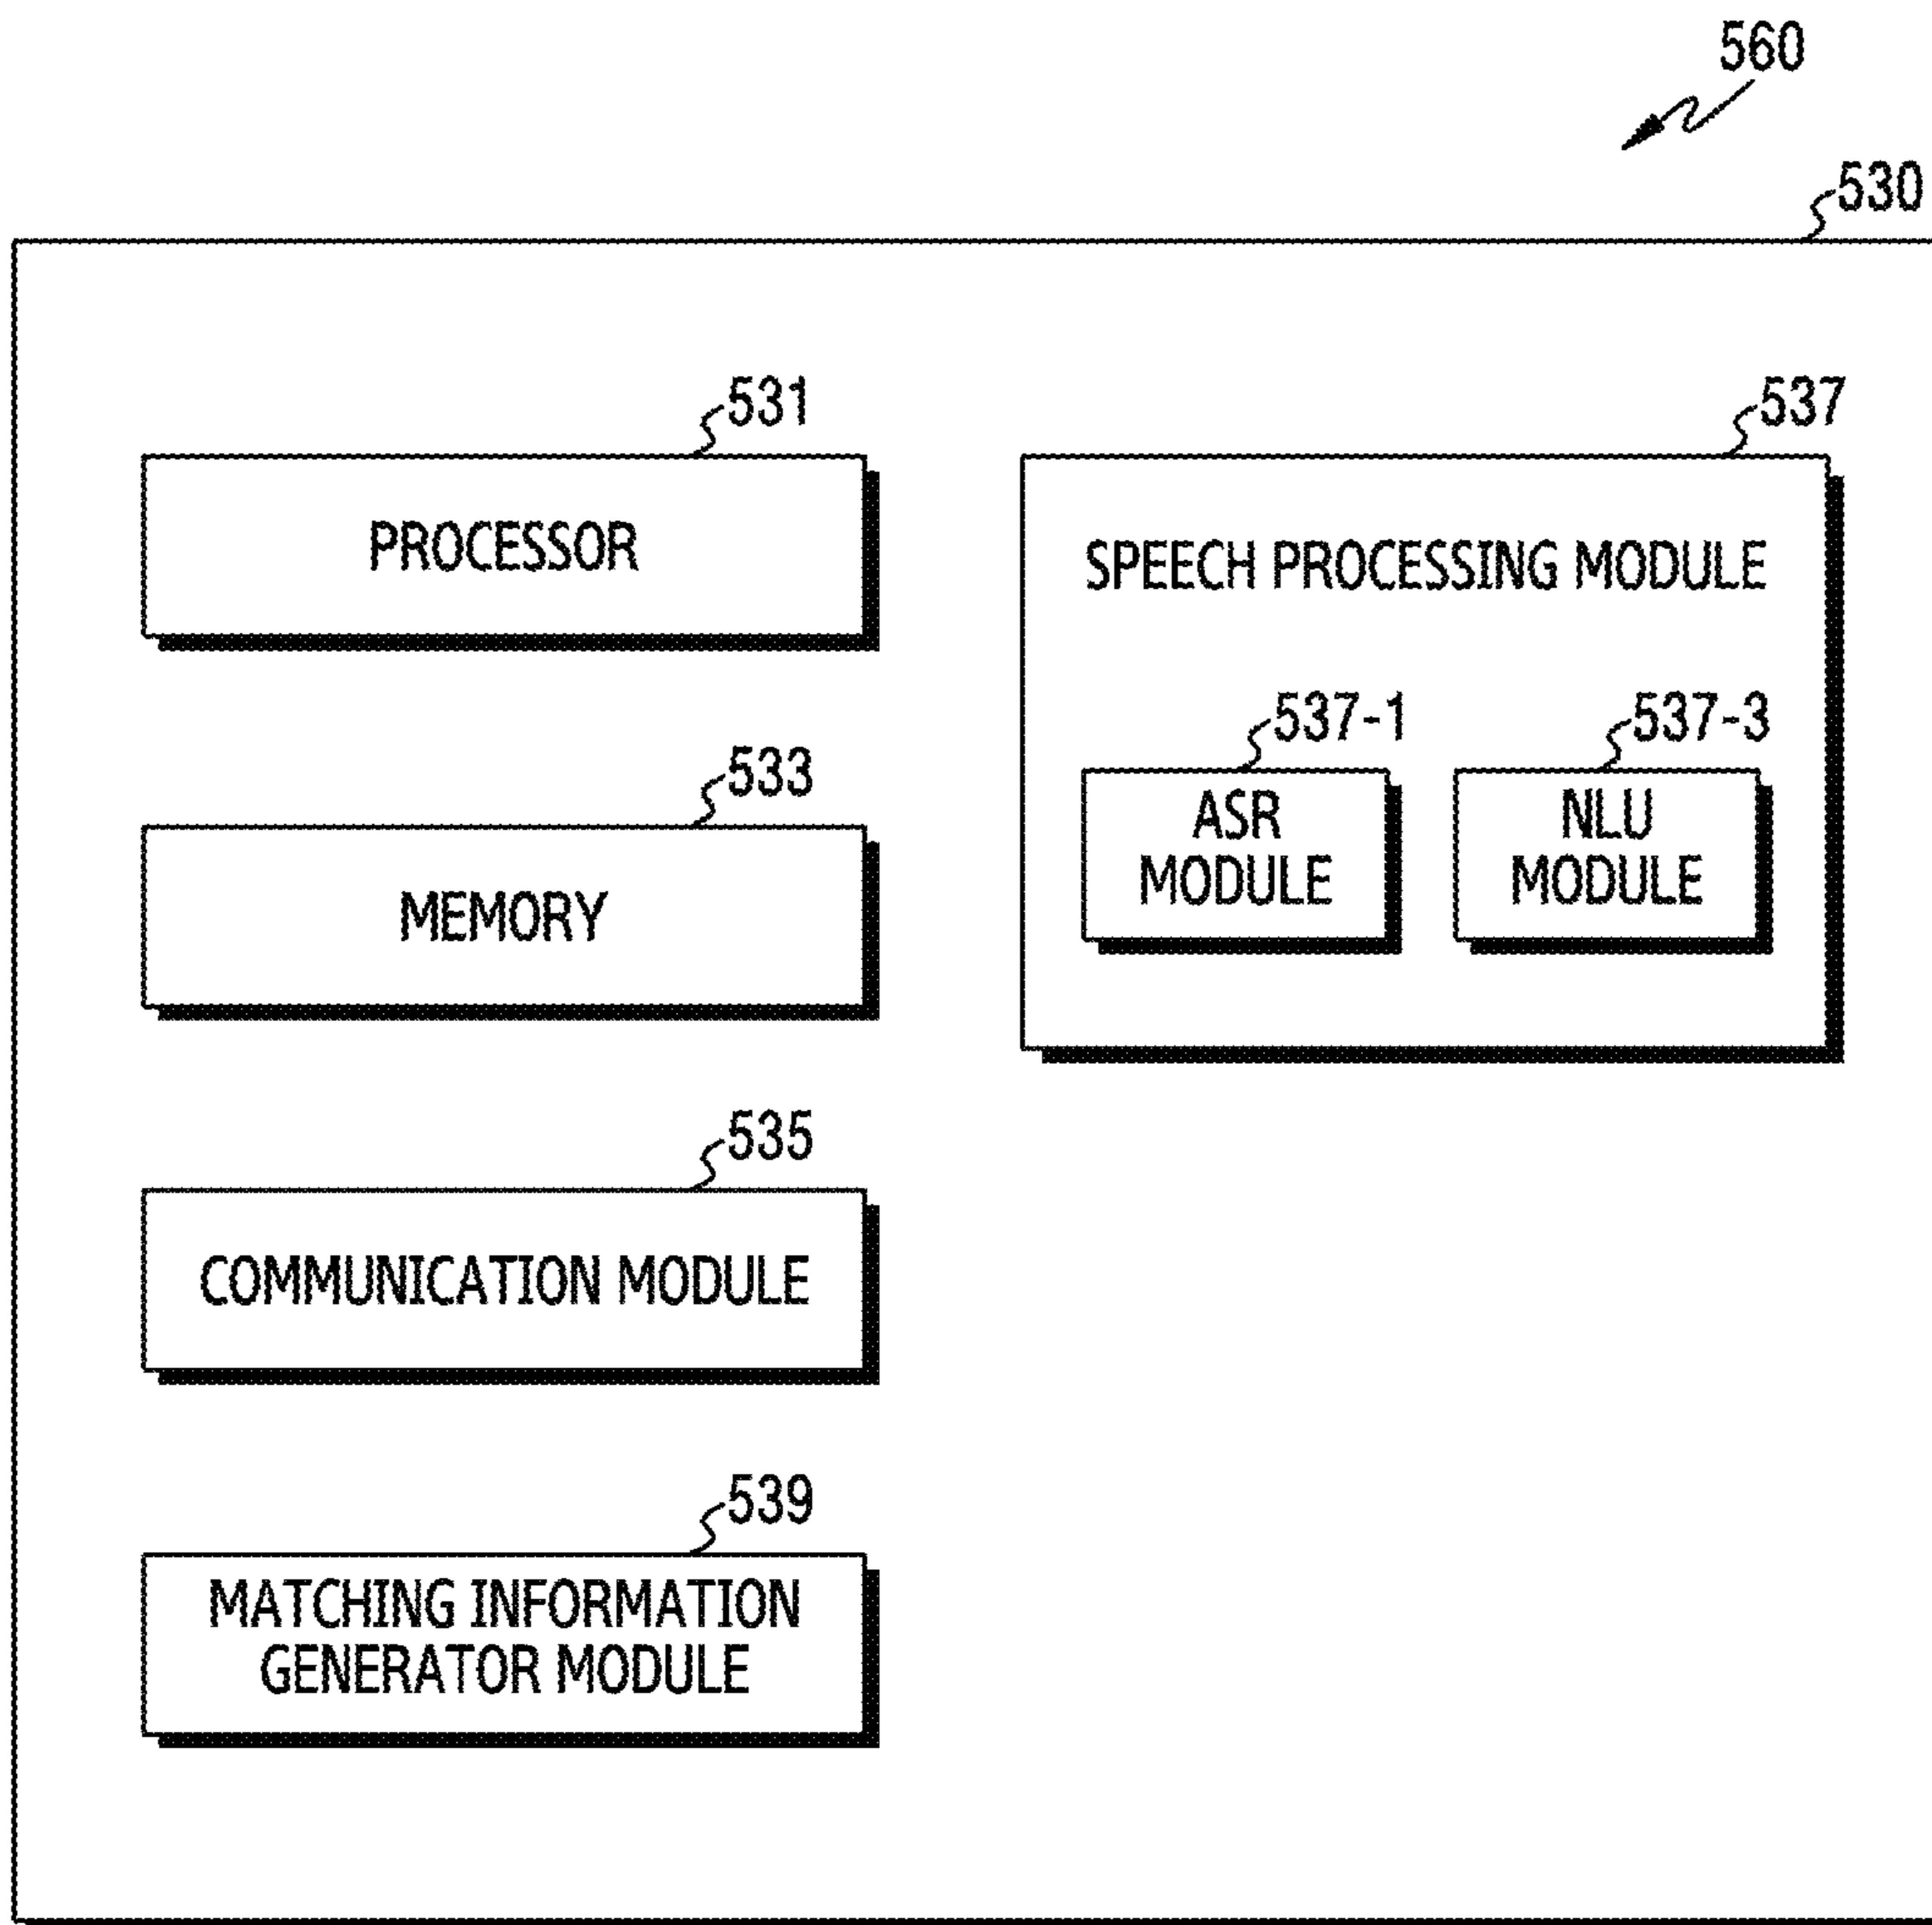 560
530
531
PROCESSOR
537
SPEECH PROCESSING MODULE
537-1
ASR
MODULE
537-3
NLU
MODULE
533
MEMORY
535
COMMUNICATION MODULE
539
MATCHING INFORMATION
GENERATOR MODULE